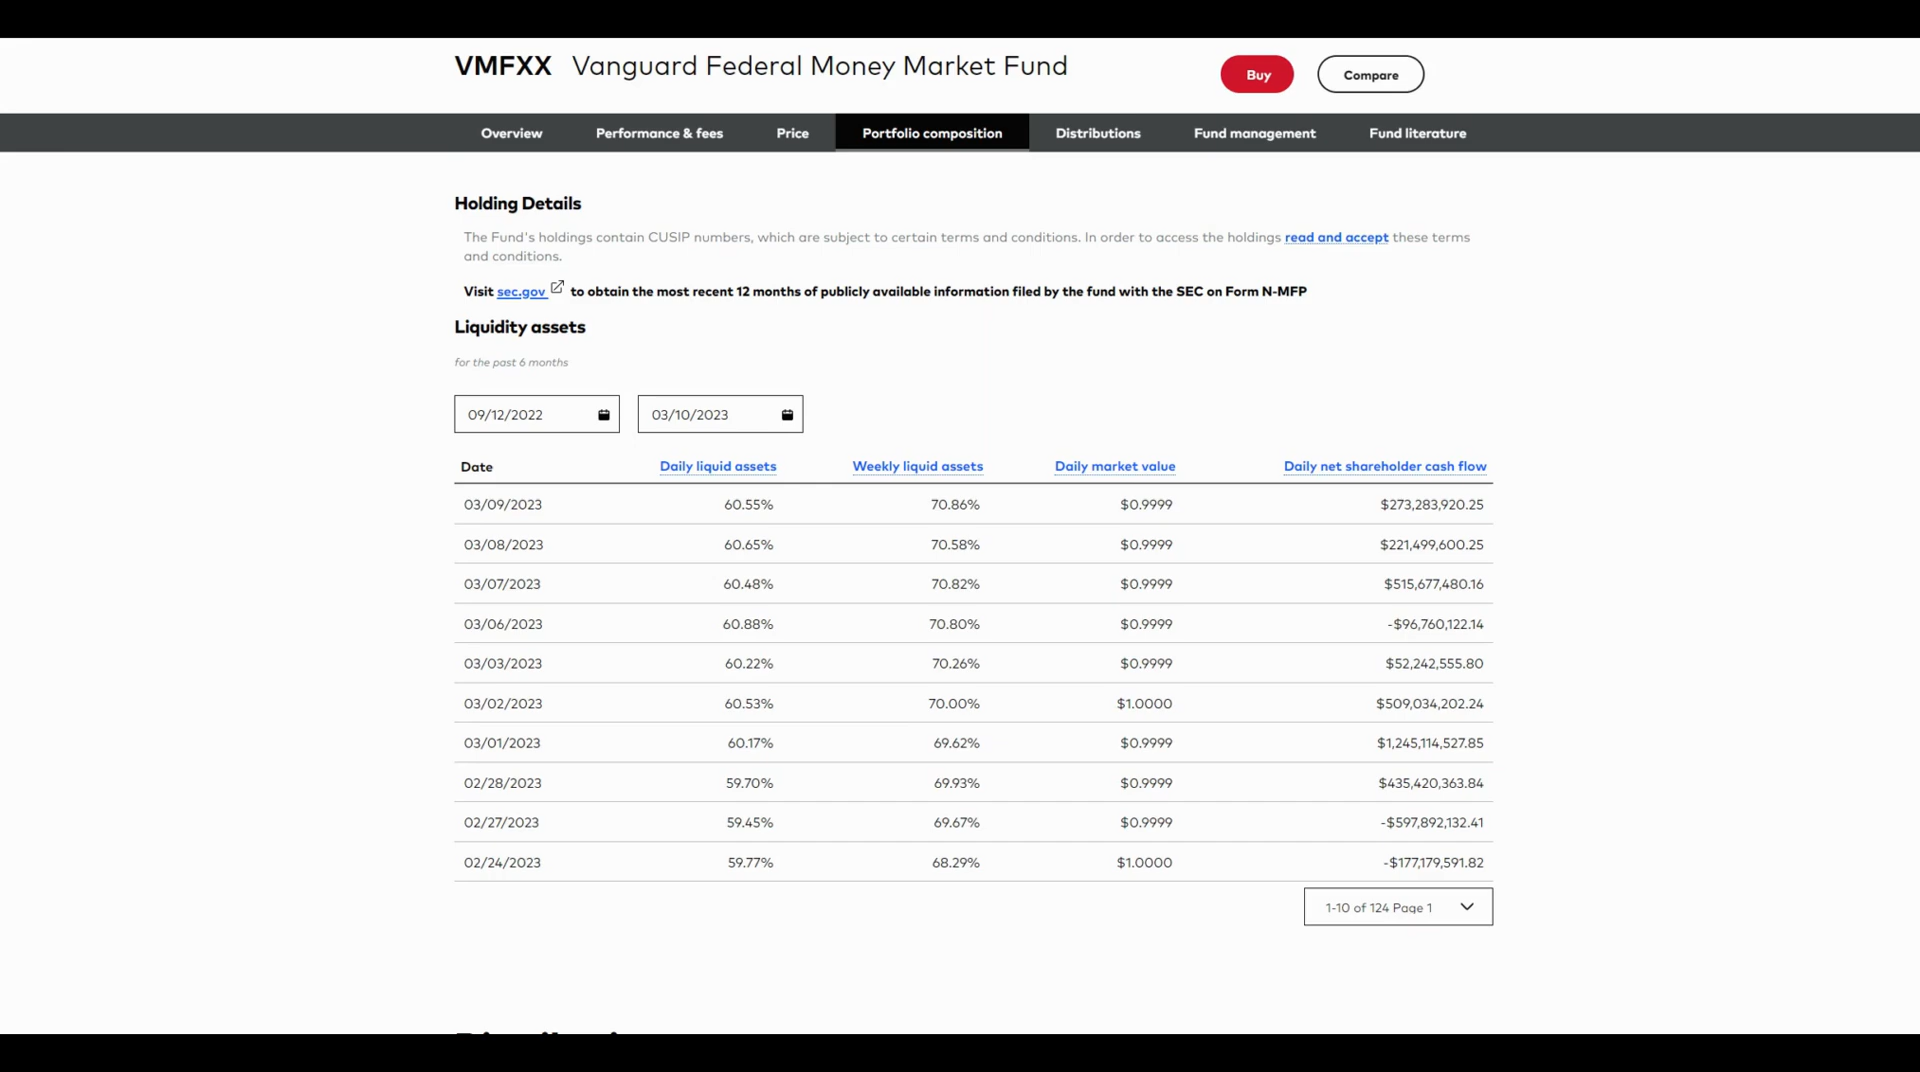 VMFXX Vanguard Federal Money Market Fund
Buy
Compare
Overview Performance & fees Price Portfolio composition Distributions Fund management Fund literature
Holding Details
The Fund's holdings contain CUSIP numbers, which are subject to certain terms and conditions. In order to access the holdings read and accept these terms
and conditions.
Visit sec.gov to obtain the most recent 12 months of publicly available information filed by the fund with the SEC on Form N-MFP
Liquidity assets
for the past 6 months
09/12/2022 03/10/2023
Date Daily liquid assets Weekly liquid assets Daily market value Daily net shareholder cash flow
03/09/2023 60.55% 70.86% $0.9999 $273,283,920.25
03/08/2023 60.65% 70.58% $0.9999 $221,499,600.25
03/07/2023 60.48% 70.82% $0.9999 $515,677,480.16
03/06/2023 60.88% 70.80% $0.9999 -$96,760,122.14
03/03/2023 60.22% 70.26% $0.9999 $52,242,555.80
03/02/2023 60.53% 70.00% $1.0000 $509,034,202.24
03/01/2023 60.17% 69.62% $0.9999 $1,245,114,527.85
02/28/2023 59.70% 69.93% $0.9999 $435,420,363.84
02/27/2023 59.45% 69.67% $0.9999 -$597,892,132.41
02/24/2023 59.77% 68.29% $1.0000 -$177,179,591.82
1-10 of 124 Page 1